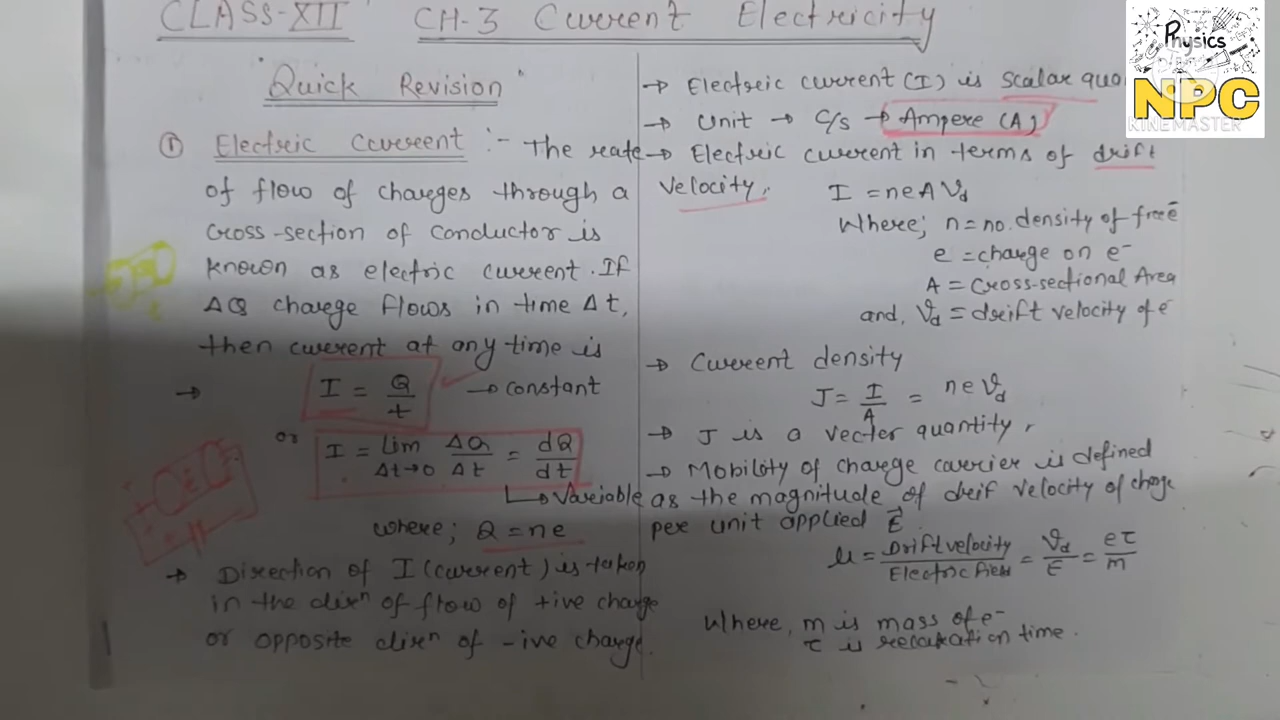 CLASS-XII CH-3 Current Electricity
"Quick Revision"
① Electric Current :- The rate
of flow of charges through a
cross-section of conductor is
known as electric current. If
ΔQ charge flows in time Δt,
then current at any time is
→ I = Q/t → constant
or I = Lim Δt→0 ΔQ/Δt = dQ/dt
↳ Variable
where; Q = ne
→ Direction of I (current) is taken
in the dirⁿ of flow of +ive charge
or opposite dirⁿ of -ive charge.
→ Electric current (I) is scalar
→ Unit → C/s → Ampere (A)
→ Electric current in terms of drift
velocity,
I = neAVd
Where; n = no. density of free e⁻
e = charge on e⁻
A = Cross-sectional Area
and, Vd = drift velocity of e⁻
→ Current density
J = I/A = neVd
→ J is a vecter quantity,
→ Mobility of charge carrier is defined
as the magnitude of drif velocity of charge
per unit applied E⃗
μ = Drift velocity/Electric field = Vd/E = eτ/m
Where, m is mass of e⁻
τ is relaxation time.
Physics
NPC
KINEMASTER